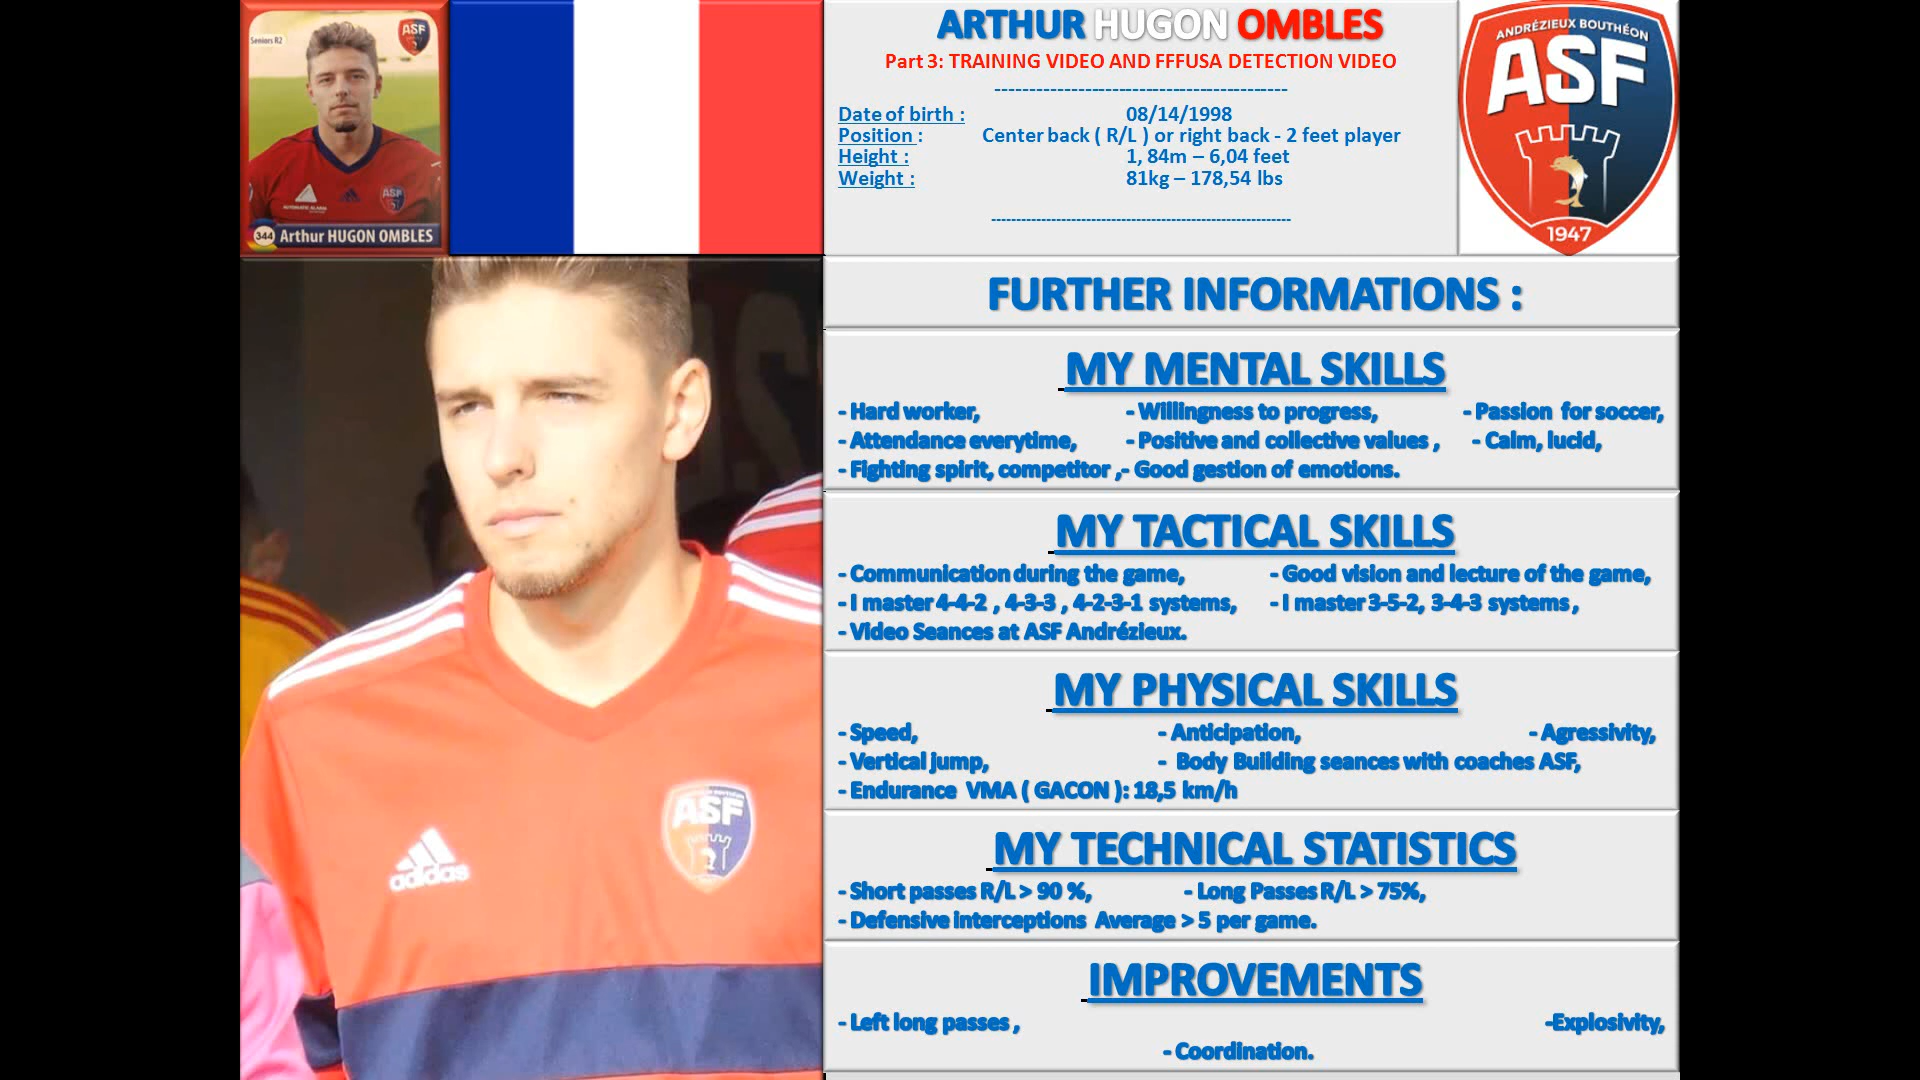 Seniors R2
ASF
AUTOMATIC ALARM
ASF
344 Arthur HUGON OMBLES
ARTHUR HUGON OMBLES
Part 3: TRAINING VIDEO AND FFFUSA DETECTION VIDEO
------------------------------------------
Date of birth : 08/14/1998
Position : Center back ( R/L ) or right back - 2 feet player
Height : 1, 84m – 6,04 feet
Weight : 81kg – 178,54 lbs
------------------------------------------------------------
ANDRÉZIEUX BOUTHÉON
ASF
1947
FURTHER INFORMATIONS :
MY MENTAL SKILLS
- Hard worker, - Willingness to progress, - Passion for soccer,
- Attendance everytime, - Positive and collective values , - Calm, lucid,
- Fighting spirit, competitor ,- Good gestion of emotions.
MY TACTICAL SKILLS
- Communication during the game, - Good vision and lecture of the game,
- I master 4-4-2 , 4-3-3 , 4-2-3-1 systems, - I master 3-5-2, 3-4-3 systems ,
- Video Seances at ASF Andrézieux.
MY PHYSICAL SKILLS
- Speed, - Anticipation, - Agressivity,
- Vertical jump, - Body Building seances with coaches ASF,
- Endurance VMA ( GACON ): 18,5 km/h
MY TECHNICAL STATISTICS
- Short passes R/L > 90 %, - Long Passes R/L > 75%,
- Defensive interceptions Average > 5 per game.
IMPROVEMENTS
- Left long passes , -Explosivity,
- Coordination.
adidas
ASF